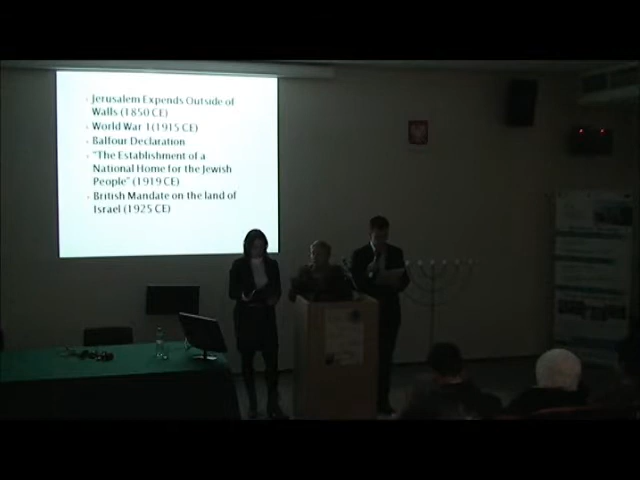 - Jerusalem Expends Outside of
Walls (1850 CE)
- World War 1(1915 CE)
- Balfour Declaration
- "The Establishment of a
National Home for the Jewish
People" (1919 CE)
- British Mandate on the land of
Israel (1925 CE)